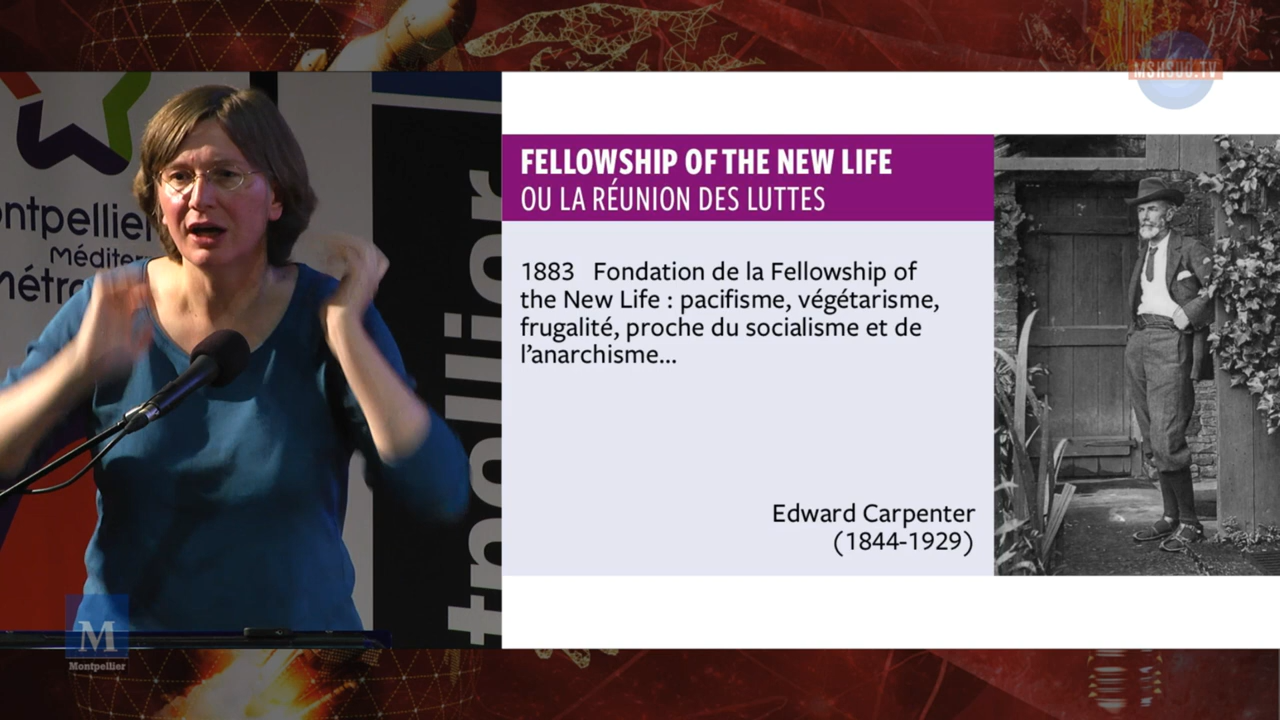 MSHSUD.TV
FELLOWSHIP OF THE NEW LIFE
OU LA RÉUNION DES LUTTES
1883 Fondation de la Fellowship of
the New Life : pacifisme, végétarisme,
frugalité, proche du socialisme et de
l'anarchisme...
Edward Carpenter
(1844-1929)
ntpellier
méditer
métro
M
Montpellier